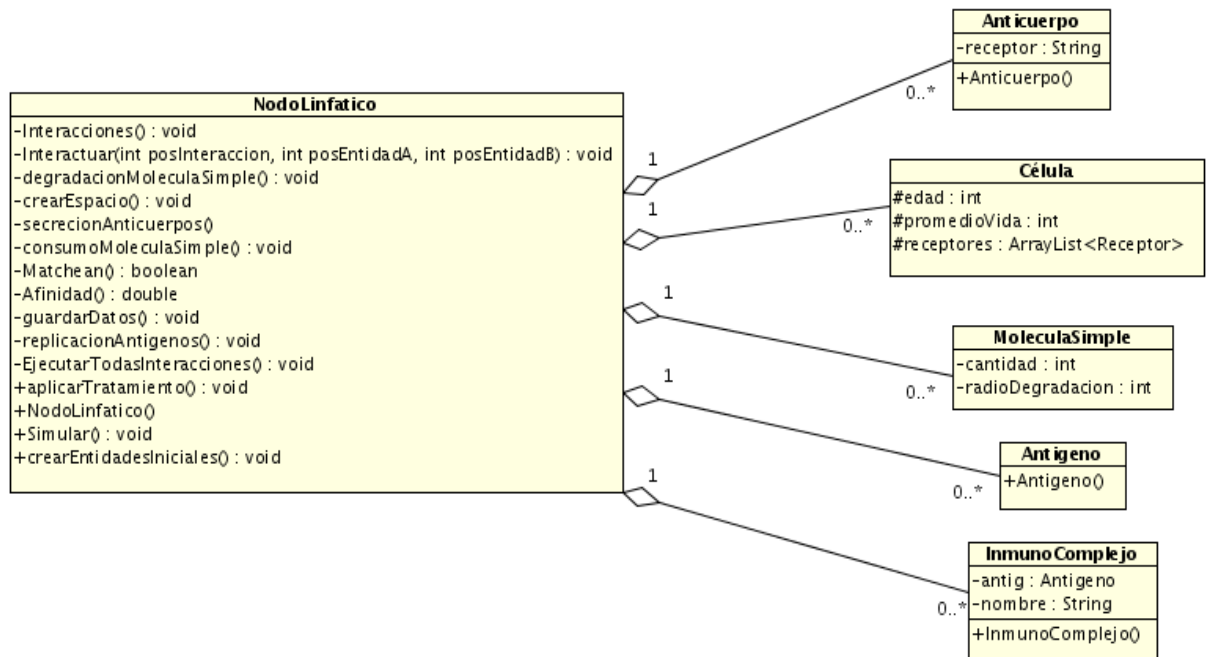 NodoLinfatico
-Interacciones() : void
-Interactuar(int posInteraccion, int posEntidadA, int posEntidadB) : void
-degradacionMoleculaSimple() : void
-crearEspacio() : void
-secrecionAnticuerpos()
-consumoMoleculaSimple() : void
-Matchean() : boolean
-Afinidad() : double
-guardarDatos() : void
-replicacionAntigenos() : void
-EjecutarTodasInteracciones() : void
+aplicarTratamiento() : void
+NodoLinfatico()
+Simular() : void
+crearEntidadesIniciales() : void
1
0..*
Anticuerpo
-receptor : String
+Anticuerpo()
1
0..*
Célula
#edad : int
#promedioVida : int
#receptores : ArrayList<Receptor>
1
0..*
MoleculaSimple
-cantidad : int
-radioDegradacion : int
1
0..*
Antigeno
+Antigeno()
1
0..*
InmunoComplejo
-antig : Antigeno
-nombre : String
+InmunoComplejo()